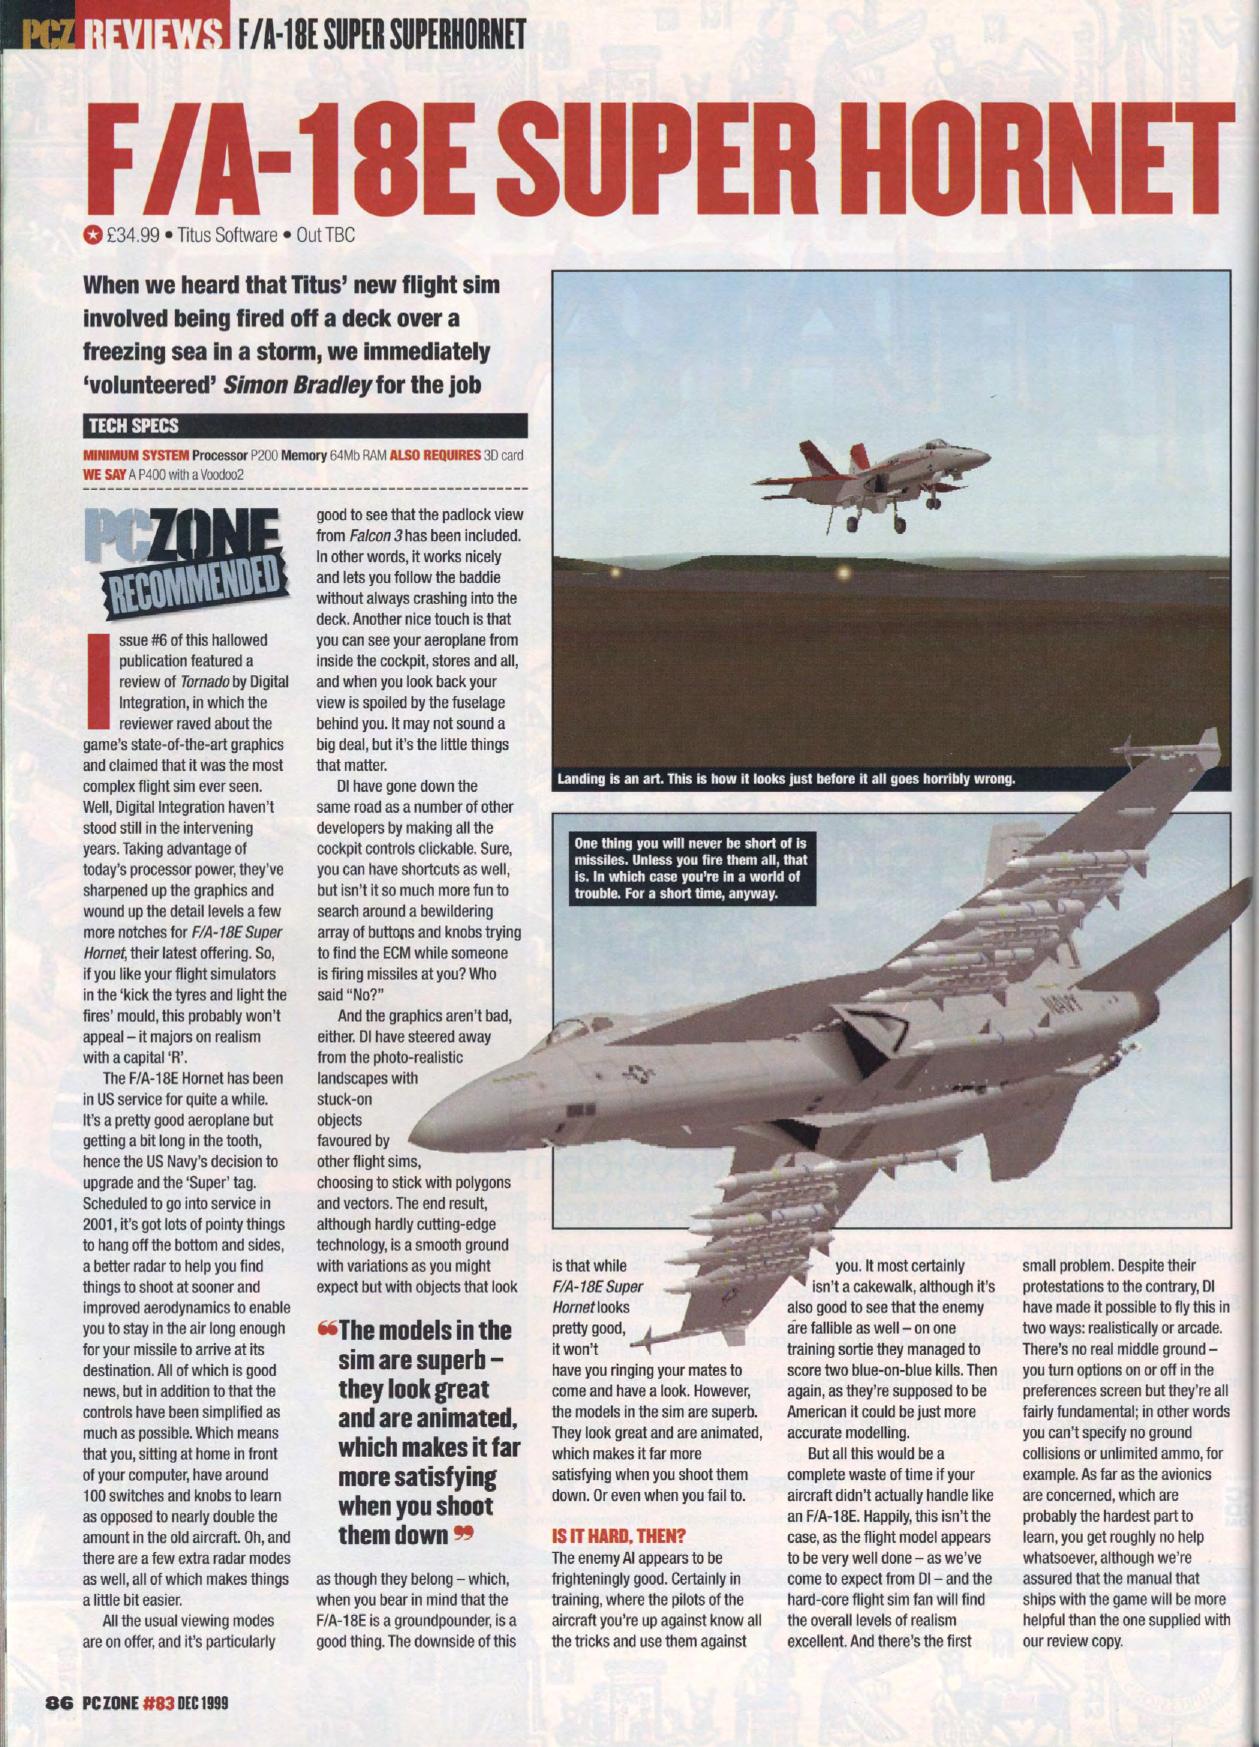 PCZ REVIEWS F/A-18E SUPER SUPERHORNET
F/A-18E SUPER HORNET
£34.99 • Titus Software • Out TBC
When we heard that Titus’ new flight sim
involved being fired off a deck over a
freezing sea in a storm, we immediately
‘volunteered’ Simon Bradley for the job
TECH SPECS
MINIMUM SYSTEM Processor P200 Memory 64Mb RAM ALSO REQUIRES 3D card
WE SAY A P400 with a Voodoo2
PCZONE
RECOMMENDED
Issue #6 of this hallowed
publication featured a
review of Tornado by Digital
Integration, in which the
reviewer raved about the
game’s state-of-the-art graphics
and claimed that it was the most
complex flight sim ever seen.
Well, Digital Integration haven’t
stood still in the intervening
years. Taking advantage of
today’s processor power, they’ve
sharpened up the graphics and
wound up the detail levels a few
more notches for F/A-18E Super
Hornet, their latest offering. So,
if you like your flight simulators
in the ‘kick the tyres and light the
fires’ mould, this probably won’t
appeal – it majors on realism
with a capital ‘R’.
The F/A-18E Hornet has been
in US service for quite a while.
It’s a pretty good aeroplane but
getting a bit long in the tooth,
hence the US Navy’s decision to
upgrade and the ‘Super’ tag.
Scheduled to go into service in
2001, it’s got lots of pointy things
to hang off the bottom and sides,
a better radar to help you find
things to shoot at sooner and
improved aerodynamics to enable
you to stay in the air long enough
for your missile to arrive at its
destination. All of which is good
news, but in addition to that the
controls have been simplified as
much as possible. Which means
that you, sitting at home in front
of your computer, have around
100 switches and knobs to learn
as opposed to nearly double the
amount in the old aircraft. Oh, and
there are a few extra radar modes
as well, all of which makes things
a little bit easier.
All the usual viewing modes
are on offer, and it’s particularly
good to see that the padlock view
from Falcon 3 has been included.
In other words, it works nicely
and lets you follow the baddie
without always crashing into the
deck. Another nice touch is that
you can see your aeroplane from
inside the cockpit, stores and all,
and when you look back your
view is spoiled by the fuselage
behind you. It may not sound a
big deal, but it’s the little things
that matter.
DI have gone down the
same road as a number of other
developers by making all the
cockpit controls clickable. Sure,
you can have shortcuts as well,
but isn’t it so much more fun to
search around a bewildering
array of buttons and knobs trying
to find the ECM while someone
is firing missiles at you? Who
said “No?”
And the graphics aren’t bad,
either. DI have steered away
from the photo-realistic
landscapes with
stuck-on
objects
favoured by
other flight sims,
choosing to stick with polygons
and vectors. The end result,
although hardly cutting-edge
technology, is a smooth ground
with variations as you might
expect but with objects that look
“The models in the
sim are superb –
they look great
and are animated,
which makes it far
more satisfying
when you shoot
them down”
as though they belong – which,
when you bear in mind that the
F/A-18E is a groundpounder, is a
good thing. The downside of this
Landing is an art. This is how it looks just before it all goes horribly wrong.
One thing you will never be short of is
missiles. Unless you fire them all, that
is. In which case you’re in a world of
trouble. For a short time, anyway.
NAVY
is that while
F/A-18E Super
Hornet looks
pretty good,
it won’t
have you ringing your mates to
come and have a look. However,
the models in the sim are superb.
They look great and are animated,
which makes it far more
satisfying when you shoot them
down. Or even when you fail to.
IS IT HARD, THEN?
The enemy AI appears to be
frighteningly good. Certainly in
training, where the pilots of the
aircraft you’re up against know all
the tricks and use them against
you. It most certainly
isn’t a cakewalk, although it’s
also good to see that the enemy
are fallible as well – on one
training sortie they managed to
score two blue-on-blue kills. Then
again, as they’re supposed to be
American it could be just more
accurate modelling.
But all this would be a
complete waste of time if your
aircraft didn’t actually handle like
an F/A-18E. Happily, this isn’t the
case, as the flight model appears
to be very well done – as we’ve
come to expect from DI – and the
hard-core flight sim fan will find
the overall levels of realism
excellent. And there’s the first
small problem. Despite their
protestations to the contrary, DI
have made it possible to fly this in
two ways: realistically or arcade.
There’s no real middle ground –
you turn options on or off in the
preferences screen but they’re all
fairly fundamental; in other words
you can’t specify no ground
collisions or unlimited ammo, for
example. As far as the avionics
are concerned, which are
probably the hardest part to
learn, you get roughly no help
whatsoever, although we’re
assured that the manual that
ships with the game will be more
helpful than the one supplied with
our review copy.
86 PC ZONE #83 DEC 1999